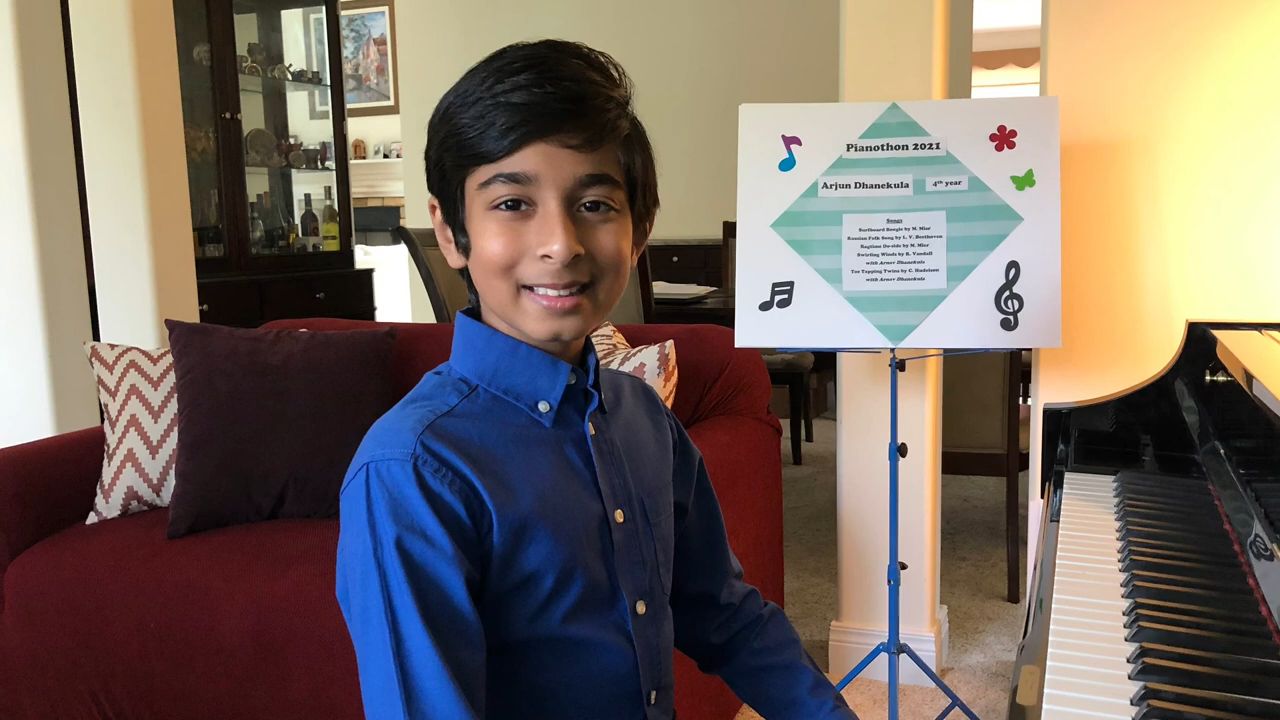 Pianothon 2021
Arjun Dhanekula 4th year
Songs
Surfboard Boogie by M. Mier
Russian Folk Song by L. V. Beethoven
Ragtime Do-si-do by M. Mier
Swirling Winds by R. Vandall
with Arnav Dhanekula
Toe Tapping Twins by C. Hudelson
with Arnav Dhanekula